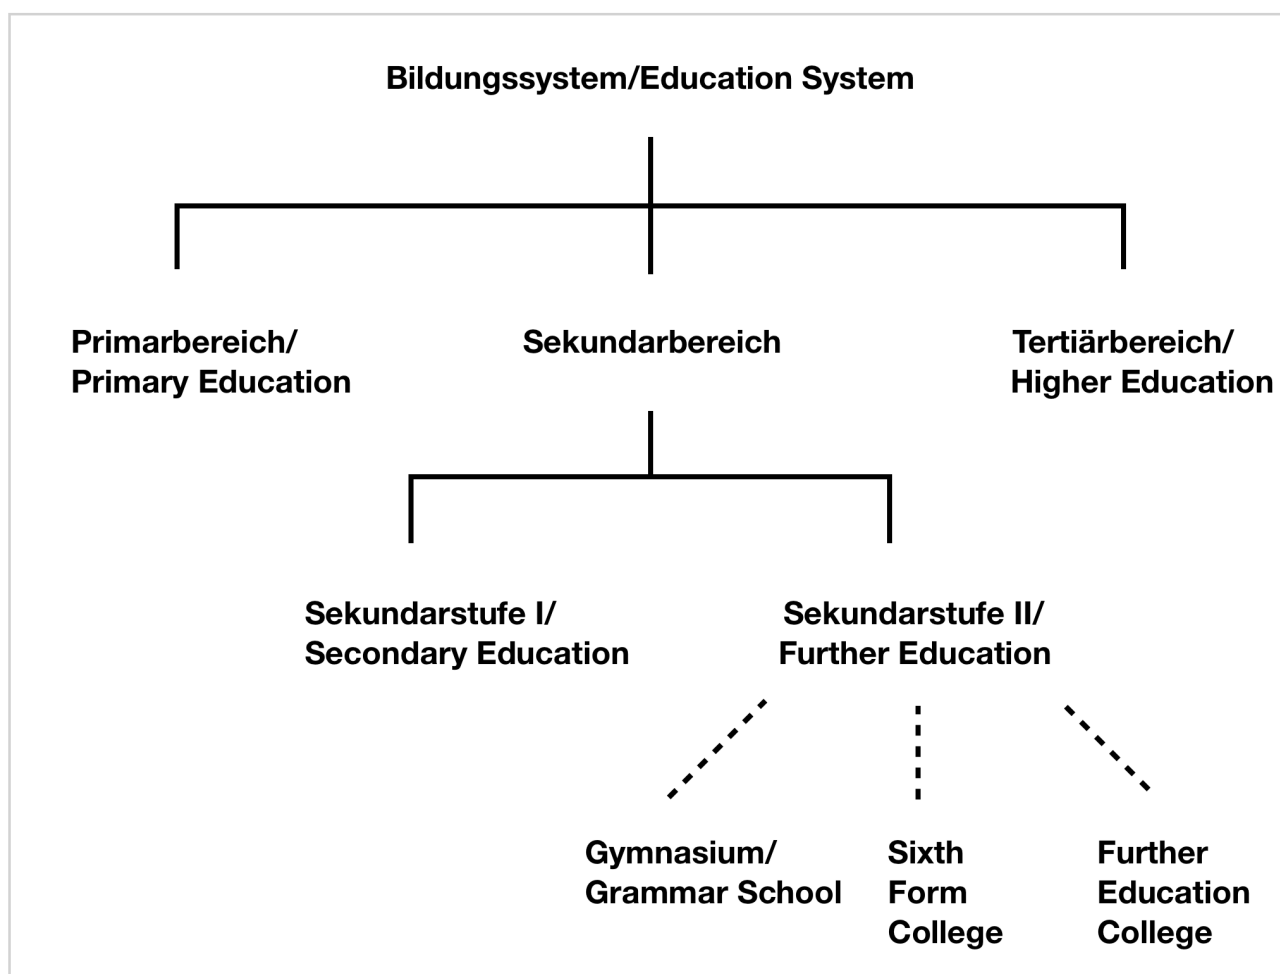 Bildungssystem/Education System
Primarbereich/
Primary Education
Sekundarbereich
Tertiärbereich/
Higher Education
Sekundarstufe I/
Secondary Education
Sekundarstufe II/
Further Education
Gymnasium/
Grammar School
Sixth
Form
College
Further
Education
College